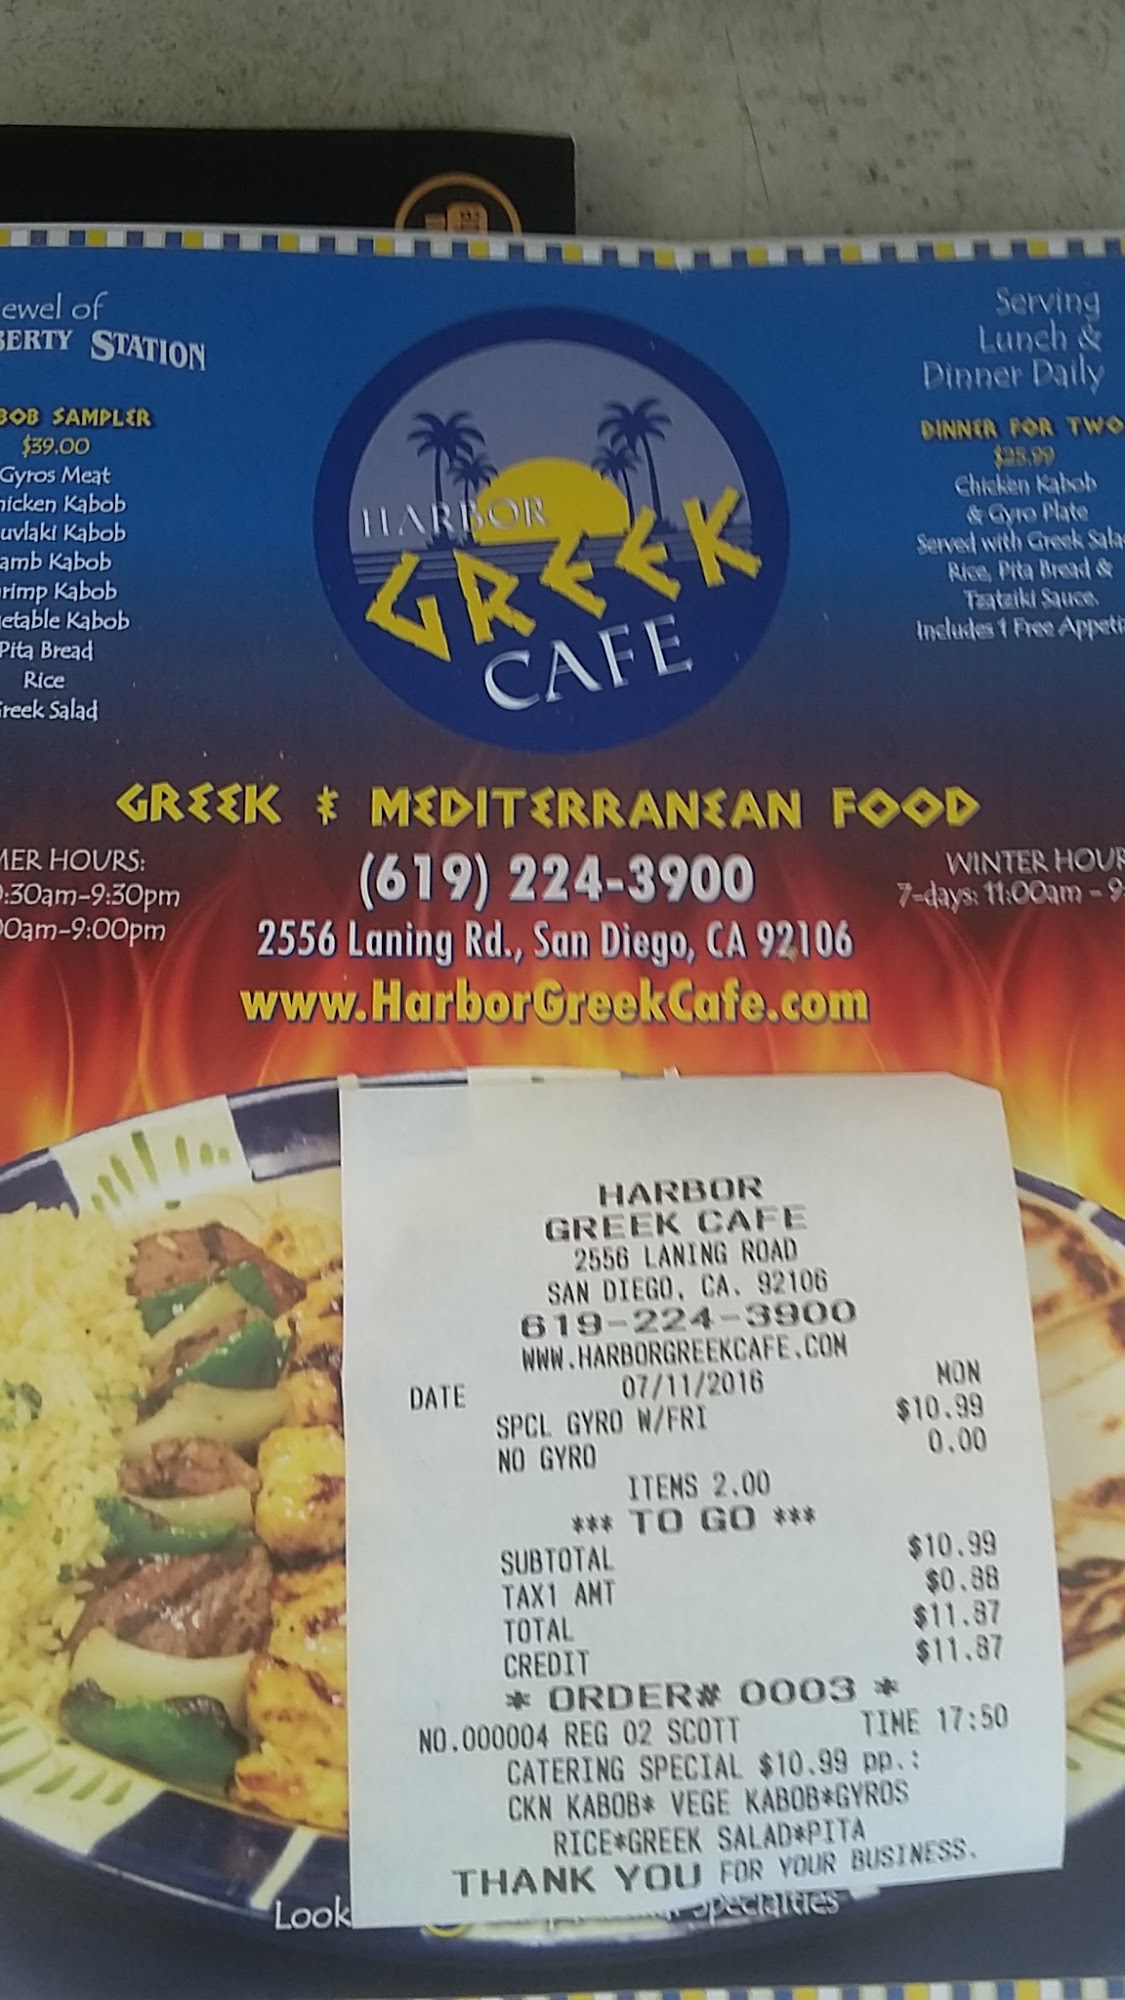 ewel of
BERTY STATION
BOB SAMPLER
$39.00
Gyros Meat
hicken Kabob
uvlaki Kabob
amb Kabob
rimp Kabob
etable Kabob
Pita Bread
Rice
reek Salad
HARBOR
GREEK
CAFE
Serving
Lunch &
Dinner Daily
DINNER FOR TWO
$25.99
Chicken Kabob
& Gyro Plate
Served with Greek Sala
Rice, Pita Bread &
Tzatziki Sauce.
Includes 1 Free Appeti
GREEK & MEDITERRANEAN FOOD
MER HOURS:
:30am-9:30pm
00am-9:00pm
(619) 224-3900
2556 Laning Rd., San Diego, CA 92106
www.HarborGreekCafe.com
WINTER HOUR
7-days: 11:00am - 9:
HARBOR
GREEK CAFE
2556 LANING ROAD
SAN DIEGO, CA. 92106
619-224-3900
WWW.HARBORGREEKCAFE.COM
DATE 07/11/2016 MON
SPCL GYRO W/FRI $10.99
NO GYRO 0.00
ITEMS 2.00
*** TO GO ***
SUBTOTAL $10.99
TAX1 AMT $0.88
TOTAL $11.87
CREDIT $11.87
* ORDER# 0003 *
NO.000004 REG 02 SCOTT TIME 17:50
CATERING SPECIAL $10.99 pp.:
CKN KABOB* VEGE KABOB*GYROS
RICE*GREEK SALAD*PITA
THANK YOU FOR YOUR BUSINESS.
Look Specialties